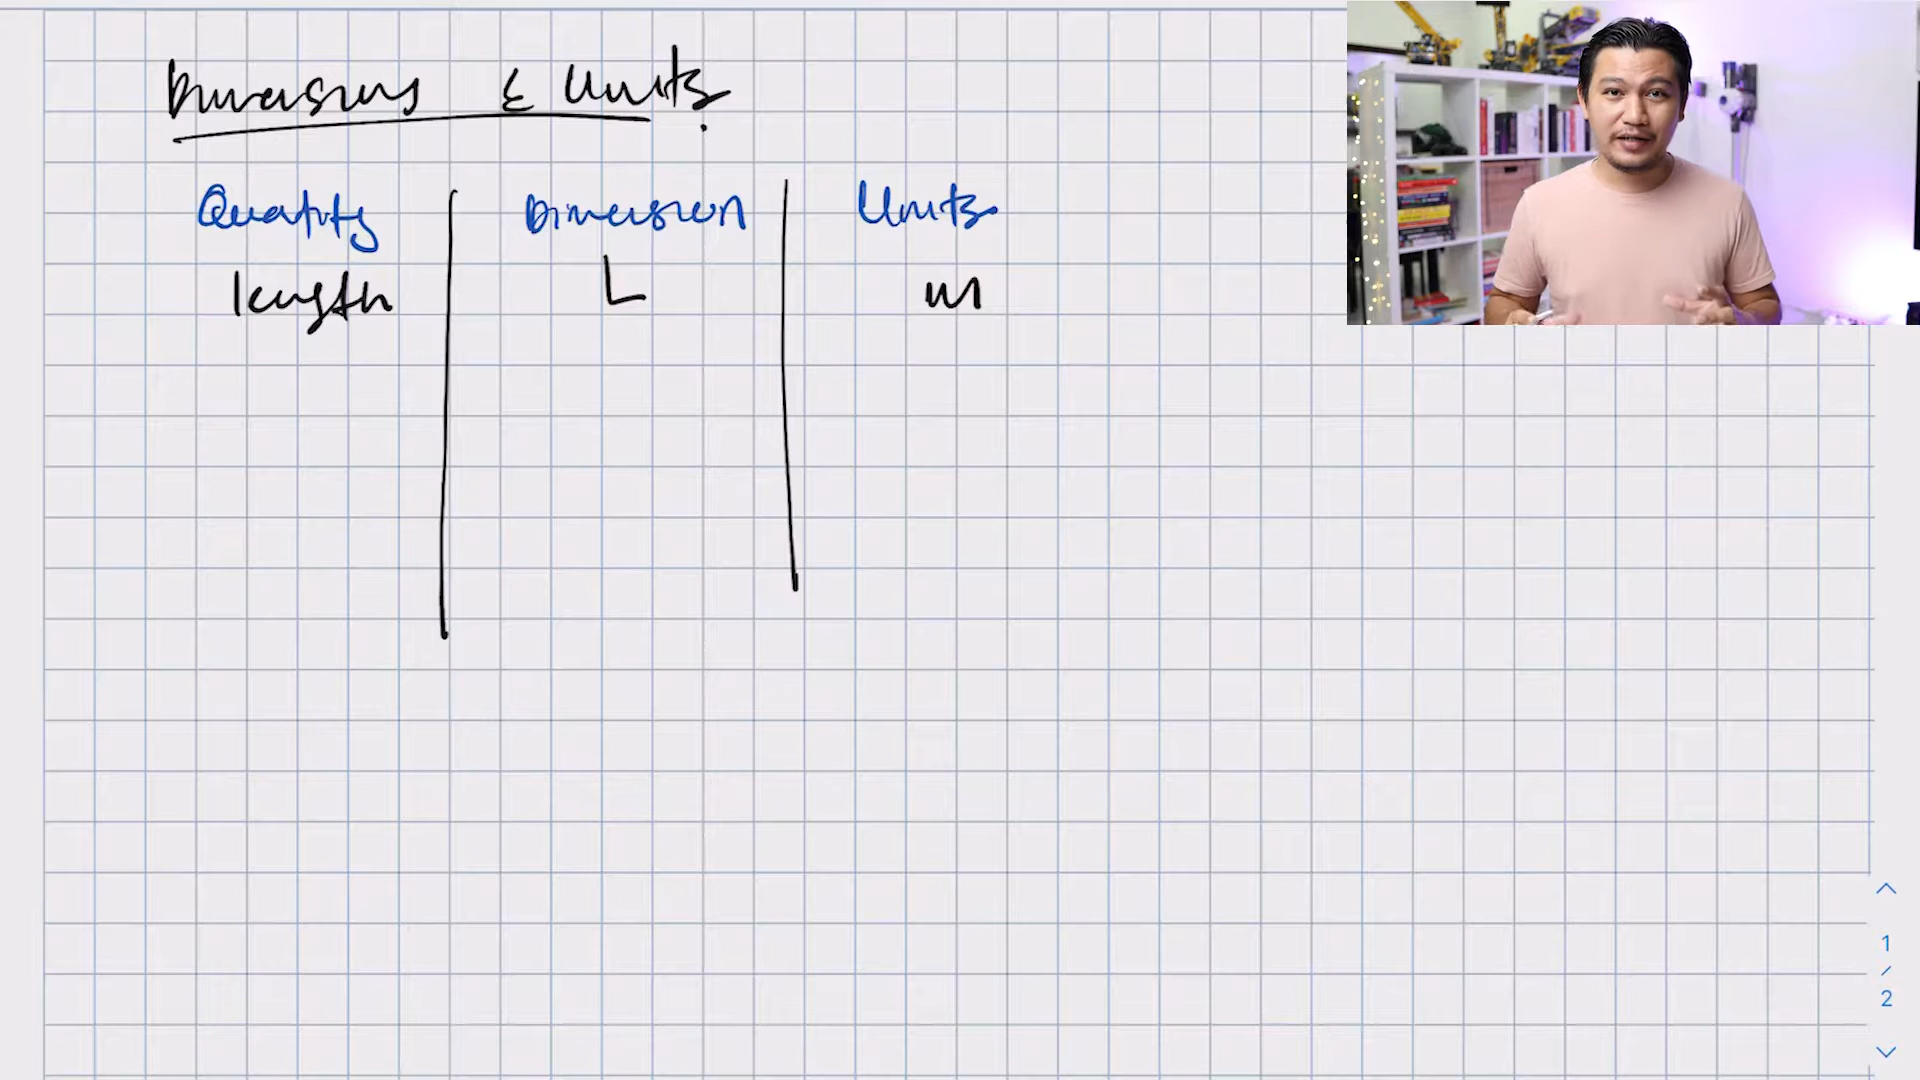 Dimensions & Units
Quantity Dimension Units
length L m
1
/
2